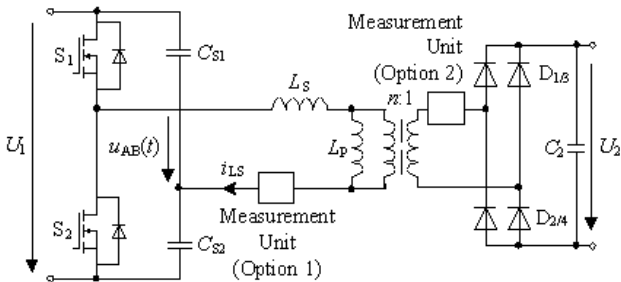 Measurement
Unit
(Option 2)
S1
CS1
LS
n:1
D1/3
U1
uAB(t)
LP
C2
U2
iLS
S2
CS2
Measurement
Unit
(Option 1)
D2/4